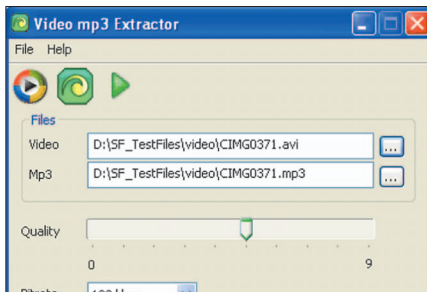 Video mp3 Extractor
File Help
Files
Video D:\SF_TestFiles\video\CIMG0371.avi ...
Mp3 D:\SF_TestFiles\video\CIMG0371.mp3 ...
Quality
0 9